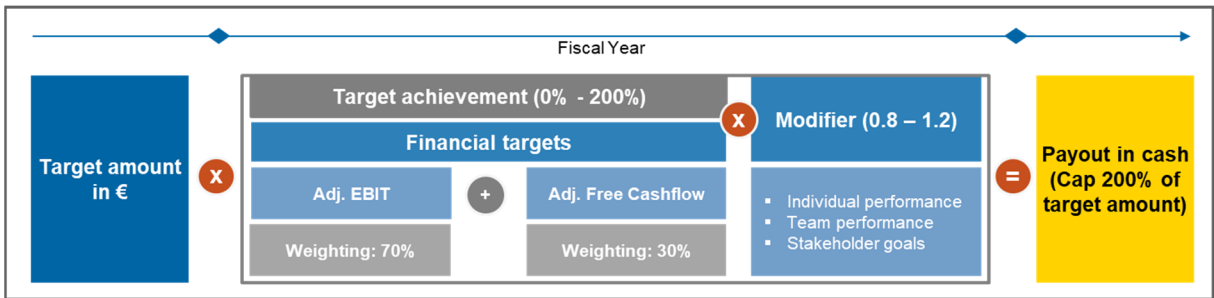 Fiscal Year
Target amount
in €
x
Target achievement (0% - 200%)
Financial targets
Adj. EBIT
+
Adj. Free Cashflow
Weighting: 70%
Weighting: 30%
x
Modifier (0.8 – 1.2)
▪ Individual performance
▪ Team performance
▪ Stakeholder goals
=
Payout in cash
(Cap 200% of
target amount)